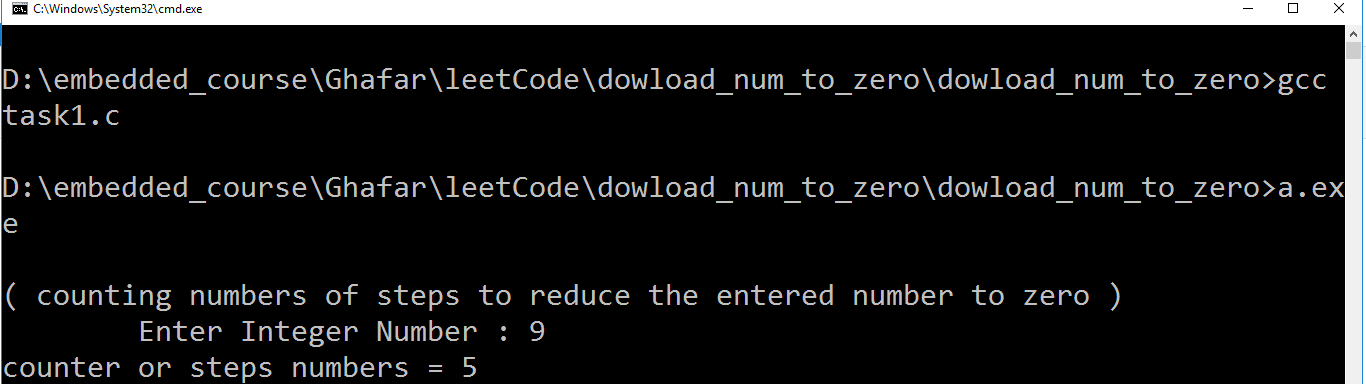 C:\Windows\System32\cmd.exe
D:\embedded_course\Ghafar\leetCode\dowload_num_to_zero\dowload_num_to_zero>gcc
task1.c
D:\embedded_course\Ghafar\leetCode\dowload_num_to_zero\dowload_num_to_zero>a.ex
e
( counting numbers of steps to reduce the entered number to zero )
Enter Integer Number : 9
counter or steps numbers = 5